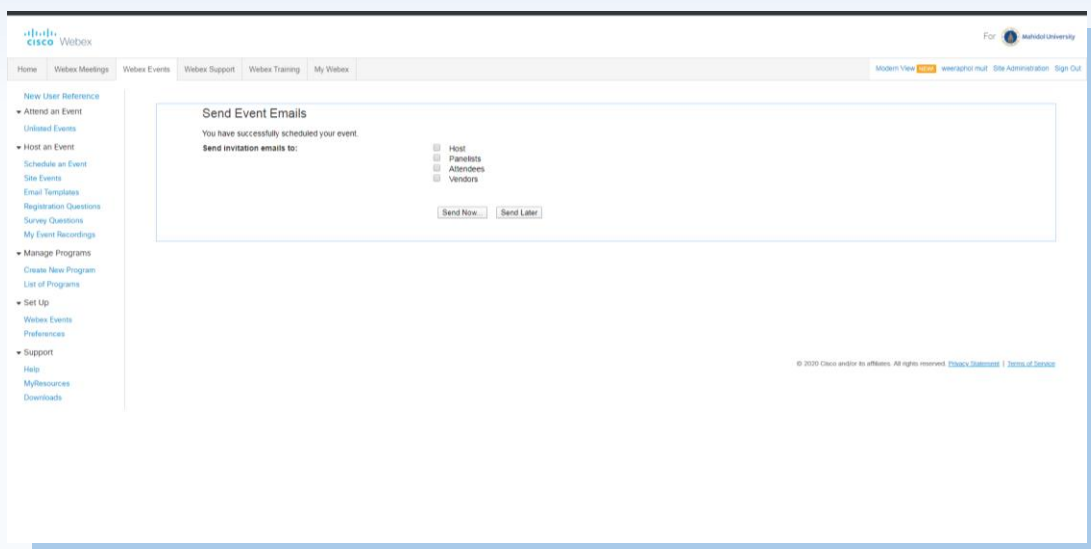 CISCO Webex
For Mahidol University
Home Webex Meetings Webex Events Webex Support Webex Training My Webex
Modern View weeraphol muit Site Administration Sign Out
New User Reference
Attend an Event
Unlisted Events
Host an Event
Schedule an Event
Site Events
Email Templates
Registration Questions
Survey Questions
My Event Recordings
Manage Programs
Create New Program
List of Programs
Set Up
Webex Events
Preferences
Support
Help
MyResources
Downloads
Send Event Emails
You have successfully scheduled your event.
Send invitation emails to:
Host
Panelists
Attendees
Vendors
Send Now... Send Later
© 2020 Cisco and/or its affiliates. All rights reserved. Privacy Statement | Terms of Service